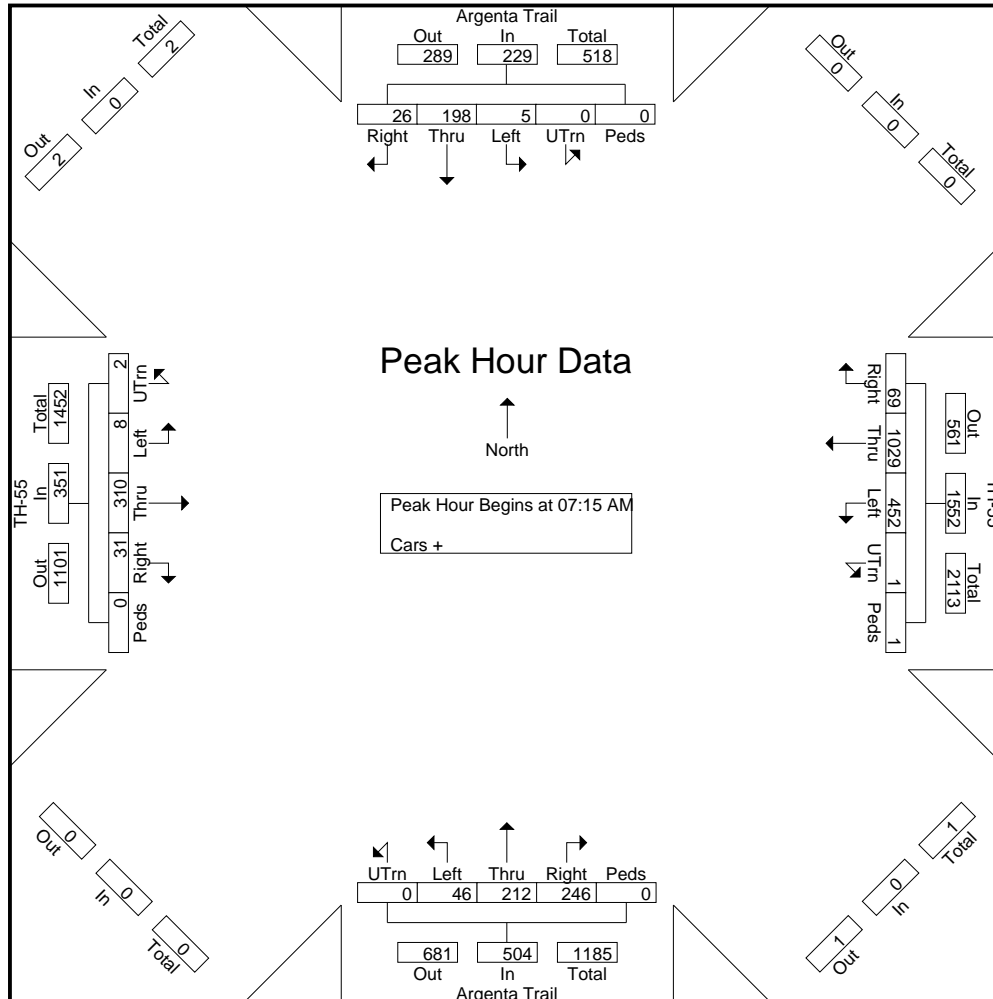 Argenta Trail
Out In Total
289 229 518
26 198 5 0 0
Right Thru Left UTrn Peds
Out In Total
2 0 2
Out In Total
0 0 0
Peak Hour Data
North
Peak Hour Begins at 07:15 AM
Cars +
TH-55
Out In Total
1101 351 1452
0 31 310 8 2
Peds Right Thru Left UTrn
Out In Total
561 1552 2113
69 1029 452 1 1
Right Thru Left UTrn Peds
UTrn Left Thru Right Peds
0 46 212 246 0
681 504 1185
Out In Total
Argenta Trail
0 0 0
Out In Total
1 0 1
Out In Total